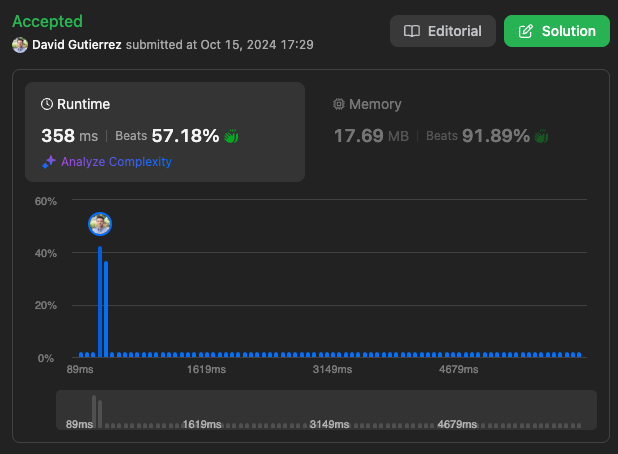 Accepted
David Gutierrez submitted at Oct 15, 2024 17:29
Editorial
Solution
Runtime
358 ms | Beats 57.18%
Analyze Complexity
Memory
17.69 MB | Beats 91.89%
60%
40%
20%
0%
89ms 1619ms 3149ms 4679ms
89ms 1619ms 3149ms 4679ms